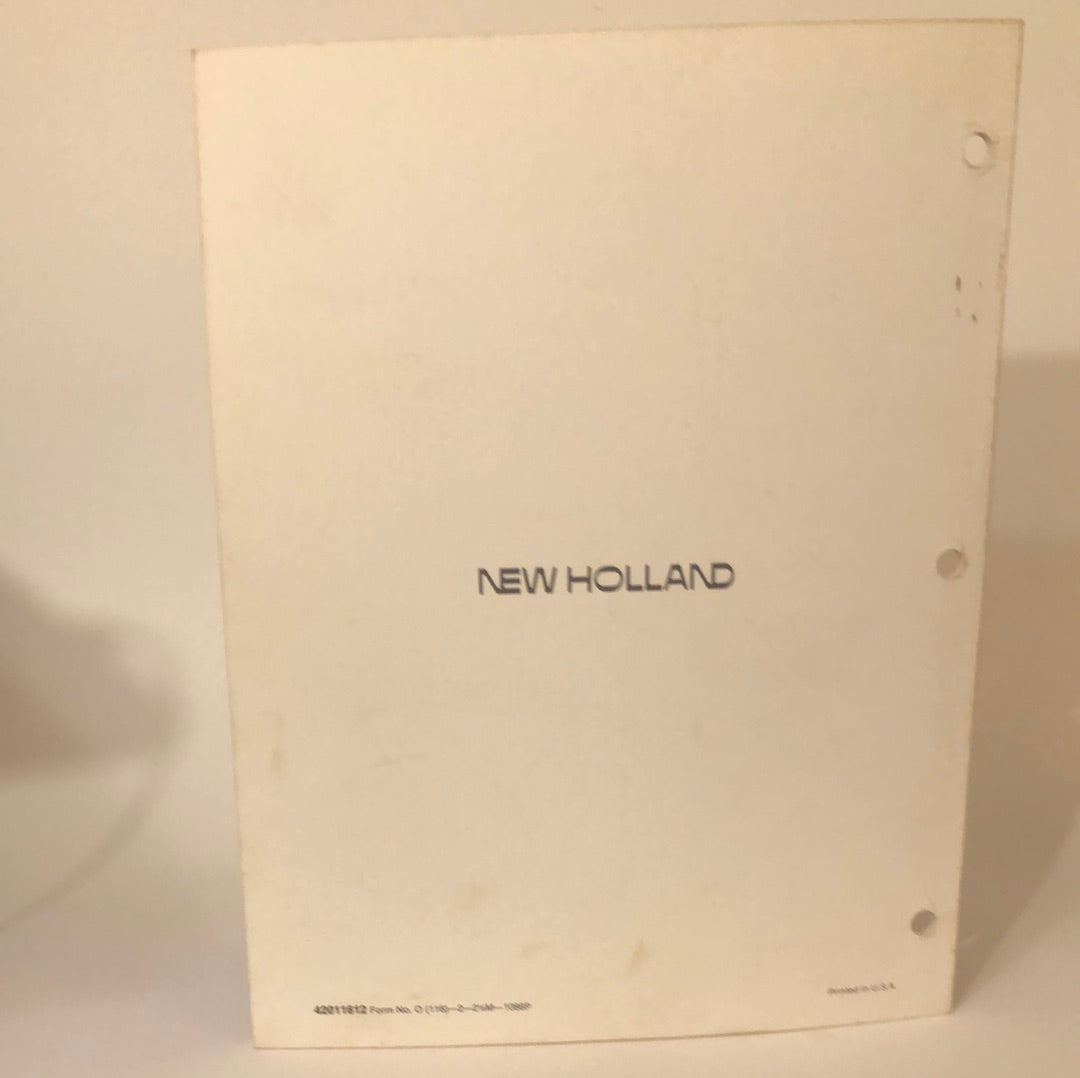 NEW HOLLAND
42011612 Form No. O (116)—2—2½M—1086P
Printed in U.S.A.